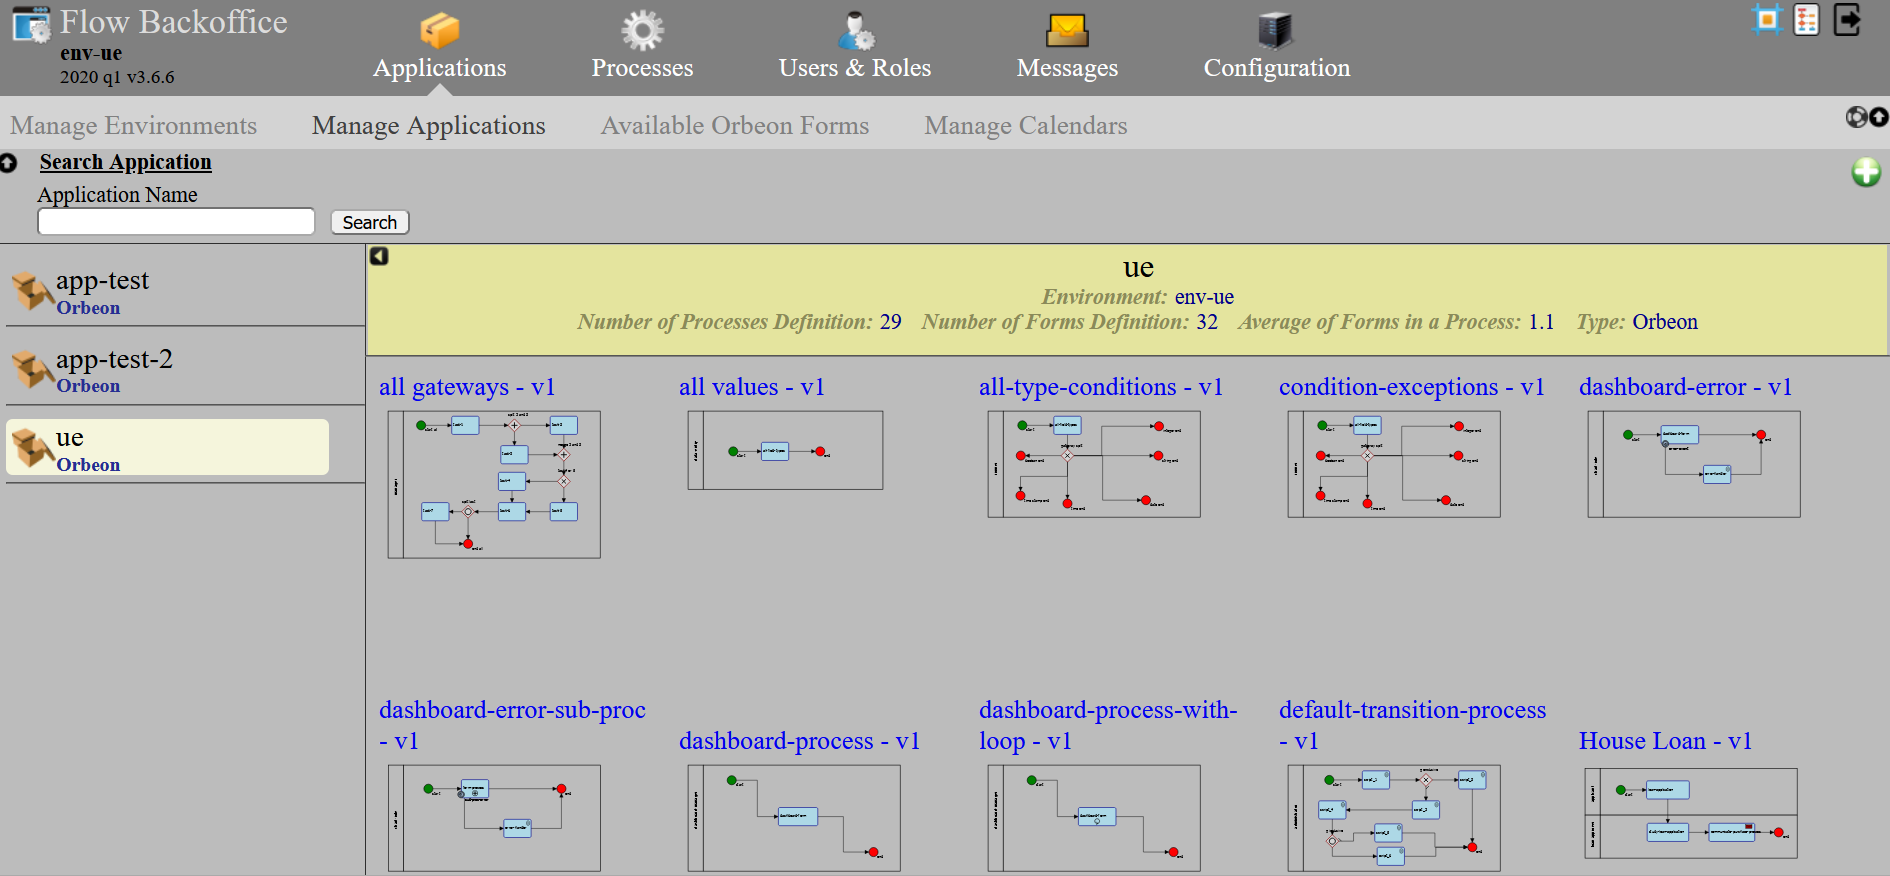 Flow Backoffice
env-ue
2020 q1 v3.6.6
Applications
Processes
Users & Roles
Messages
Configuration
Manage Environments
Manage Applications
Available Orbeon Forms
Manage Calendars
Search Appication
Application Name
Search
app-test
Orbeon
app-test-2
Orbeon
ue
Orbeon
ue
Environment: env-ue
Number of Processes Definition: 29 Number of Forms Definition: 32 Average of Forms in a Process: 1.1 Type: Orbeon
all gateways - v1
all values - v1
all-type-conditions - v1
condition-exceptions - v1
dashboard-error - v1
dashboard-error-sub-proc
- v1
dashboard-process - v1
dashboard-process-with-
loop - v1
default-transition-process
- v1
House Loan - v1